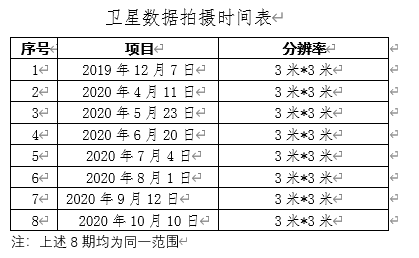 卫星数据拍摄时间表
序号 项目 分辨率
1 2019 年 12 月 7 日 3 米*3 米
2 2020 年 4 月 11 日 3 米*3 米
3 2020 年 5 月 23 日 3 米*3 米
4 2020 年 6 月 20 日 3 米*3 米
5 2020 年 7 月 4 日 3 米*3 米
6 2020 年 8 月 1 日 3 米*3 米
7 2020 年 9 月 12 日 3 米*3 米
8 2020 年 10 月 10 日 3 米*3 米
注：上述 8 期均为同一范围